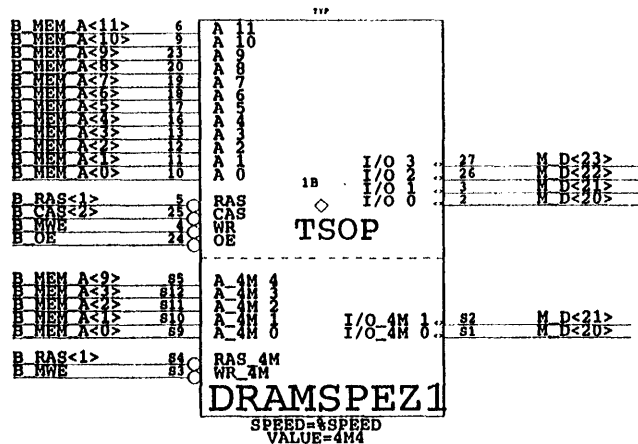 TYP
B_MEM_A<11> 6 A 11
B_MEM_A<10> 9 A 10
B_MEM_A<9> 23 A 9
B_MEM_A<8> 20 A 8
B_MEM_A<7> 19 A 7
B_MEM_A<6> 18 A 6
B_MEM_A<5> 17 A 5
B_MEM_A<4> 16 A 4
B_MEM_A<3> 13 A 3
B_MEM_A<2> 12 A 2
B_MEM_A<1> 11 A 1 I/O 3 27 M_D<23>
B_MEM_A<0> 10 A 0 I/O 2 26 M_D<22>
I/O 1 3 M_D<21>
B_RAS<1> 5 RAS 1B I/O 0 2 M_D<20>
B_CAS<2> 25 CAS
B_MWE 4 WR TSOP
B_OE 24 OE
B_MEM_A<9> S5 A_4M 4
B_MEM_A<3> S12 A_4M 3
B_MEM_A<2> S11 A_4M 2
B_MEM_A<1> S10 A_4M 1 I/O_4M 1 S2 M_D<21>
B_MEM_A<0> S9 A_4M 0 I/O_4M 0 S1 M_D<20>
B_RAS<1> S4 RAS_4M
B_MWE S3 WR_4M
DRAMSPEZ1
SPEED=%SPEED
VALUE=4M4